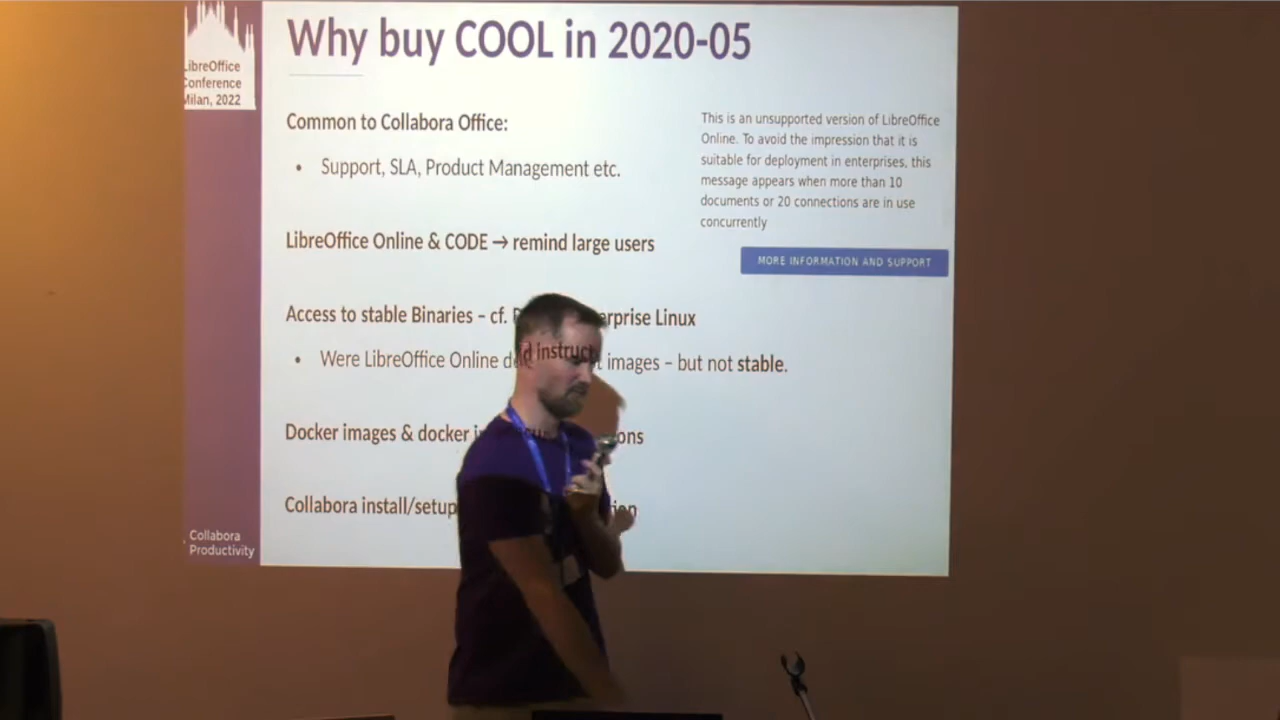 LibreOffice
Conference
Milan, 2022
Why buy COOL in 2020-05
Common to Collabora Office:
• Support, SLA, Product Management etc.
LibreOffice Online & CODE → remind large users
Access to stable Binaries – cf. erprise Linux
• Were LibreOffice Online images – but not stable.
Docker images & docker
Collabora install/setup
This is an unsupported version of LibreOffice
Online. To avoid the impression that it is
suitable for deployment in enterprises, this
message appears when more than 10
documents or 20 connections are in use
concurrently
MORE INFORMATION AND SUPPORT
Collabora
Productivity